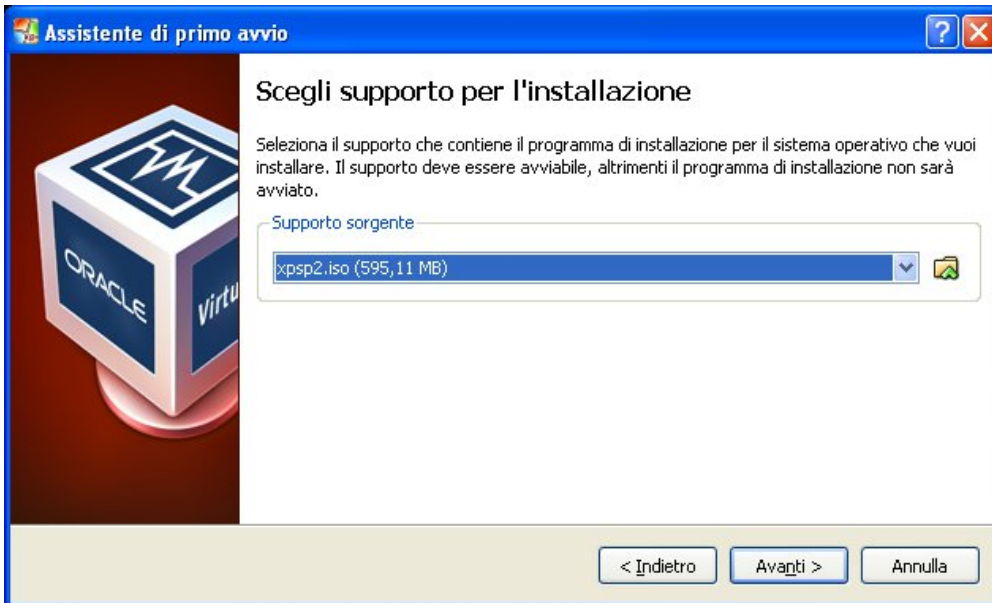 Assistente di primo avvio
Scegli supporto per l'installazione
Seleziona il supporto che contiene il programma di installazione per il sistema operativo che vuoi
installare. Il supporto deve essere avviabile, altrimenti il programma di installazione non sarà
avviato.
Supporto sorgente
xpsp2.iso (595,11 MB)
ORACLE
Virtu
< Indietro
Avanti >
Annulla